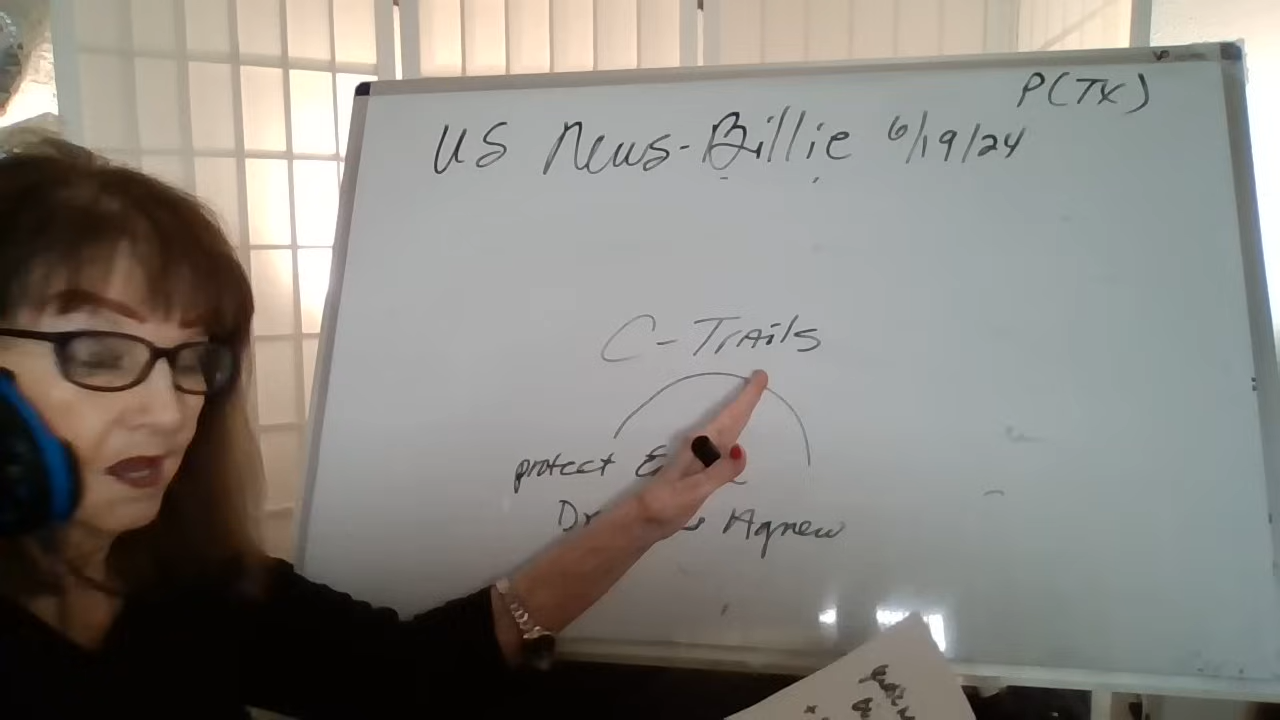 P(TX)
US News-Billie 6/19/24
C-Trails
protect
Agnew